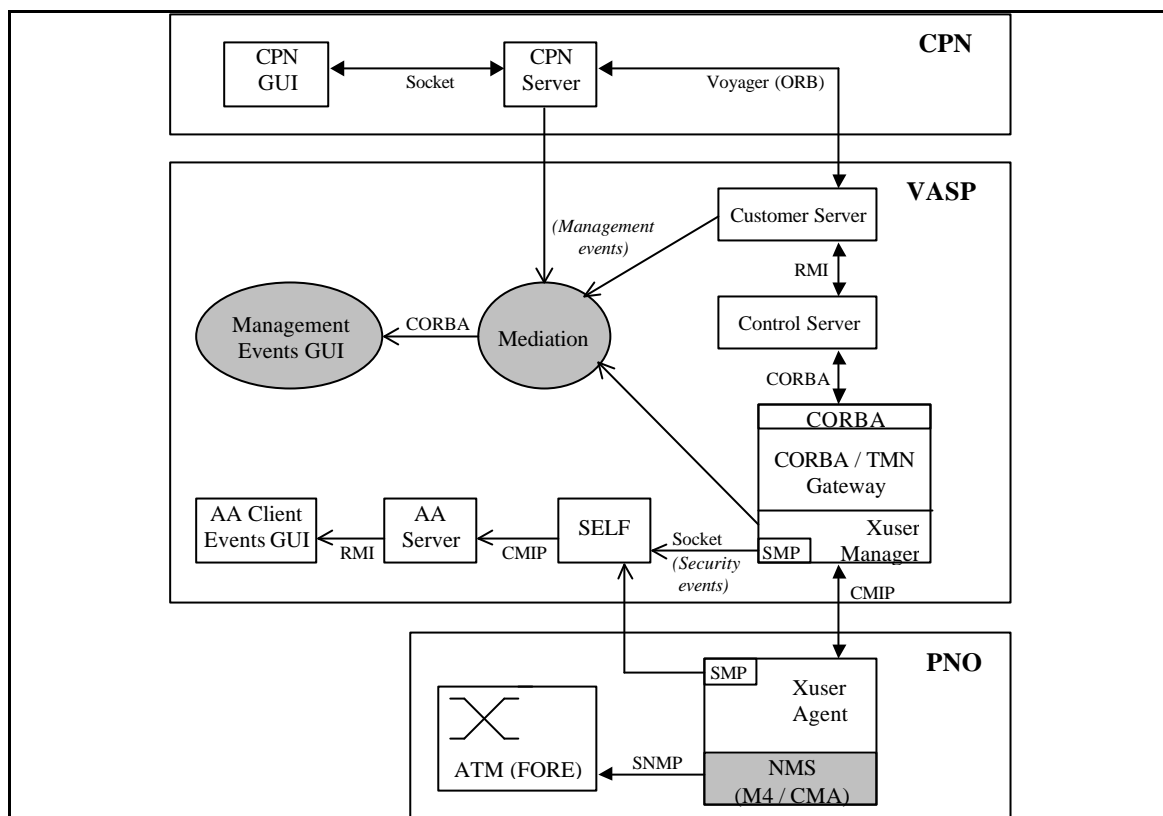 CPN
CPN
GUI
Socket
CPN
Server
Voyager (ORB)
VASP
Customer Server
(Management
events)
RMI
Management
Events GUI
CORBA
Mediation
Control Server
CORBA
CORBA
CORBA / TMN
Gateway
AA Client
Events GUI
RMI
AA
Server
CMIP
SELF
Socket
(Security
events)
SMP
Xuser
Manager
CMIP
PNO
SMP
Xuser
Agent
ATM (FORE)
SNMP
NMS
(M4 / CMA)